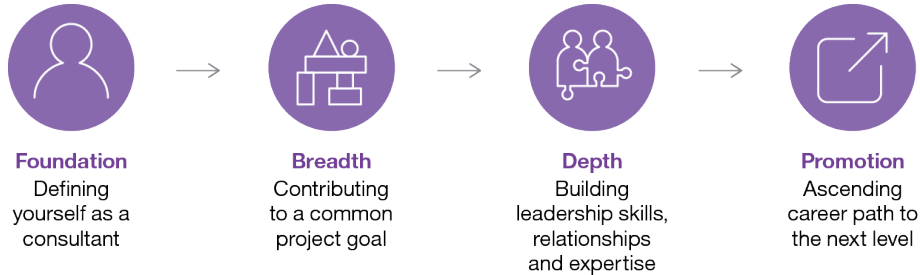 Foundation
Defining
yourself as a
consultant
Breadth
Contributing
to a common
project goal
Depth
Building
leadership skills,
relationships
and expertise
Promotion
Ascending
career path to
the next level